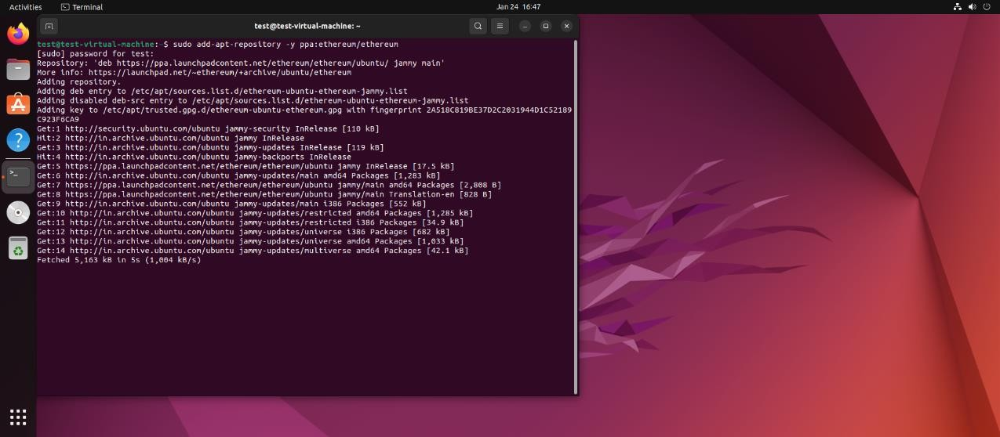 Activities
Terminal
Jan 24 16:47
test@test-virtual-machine: ~
test@test-virtual-machine:~$ sudo add-apt-repository -y ppa:ethereum/ethereum
[sudo] password for test:
Repository: 'deb https://ppa.launchpadcontent.net/ethereum/ethereum/ubuntu/ jammy main'
More info: https://launchpad.net/~ethereum/+archive/ubuntu/ethereum
Adding repository.
Adding deb entry to /etc/apt/sources.list.d/ethereum-ubuntu-ethereum-jammy.list
Adding disabled deb-src entry to /etc/apt/sources.list.d/ethereum-ubuntu-ethereum-jammy.list
Adding key to /etc/apt/trusted.gpg.d/ethereum-ubuntu-ethereum.gpg with fingerprint 2A518C819BE37D2C2031944D1C52189
C923F6CA9
Get:1 http://security.ubuntu.com/ubuntu jammy-security InRelease [110 kB]
Hit:2 http://in.archive.ubuntu.com/ubuntu jammy InRelease
Get:3 http://in.archive.ubuntu.com/ubuntu jammy-updates InRelease [119 kB]
Hit:4 http://in.archive.ubuntu.com/ubuntu jammy-backports InRelease
Get:5 https://ppa.launchpadcontent.net/ethereum/ethereum/ubuntu jammy InRelease [17.5 kB]
Get:6 http://in.archive.ubuntu.com/ubuntu jammy-updates/main amd64 Packages [1,283 kB]
Get:7 https://ppa.launchpadcontent.net/ethereum/ethereum/ubuntu jammy/main amd64 Packages [2,808 B]
Get:8 https://ppa.launchpadcontent.net/ethereum/ethereum/ubuntu jammy/main Translation-en [828 B]
Get:9 http://in.archive.ubuntu.com/ubuntu jammy-updates/main i386 Packages [552 kB]
Get:10 http://in.archive.ubuntu.com/ubuntu jammy-updates/restricted amd64 Packages [1,285 kB]
Get:11 http://in.archive.ubuntu.com/ubuntu jammy-updates/restricted i386 Packages [34.9 kB]
Get:12 http://in.archive.ubuntu.com/ubuntu jammy-updates/universe i386 Packages [682 kB]
Get:13 http://in.archive.ubuntu.com/ubuntu jammy-updates/universe amd64 Packages [1,033 kB]
Get:14 http://in.archive.ubuntu.com/ubuntu jammy-updates/multiverse amd64 Packages [42.1 kB]
Fetched 5,163 kB in 5s (1,004 kB/s)